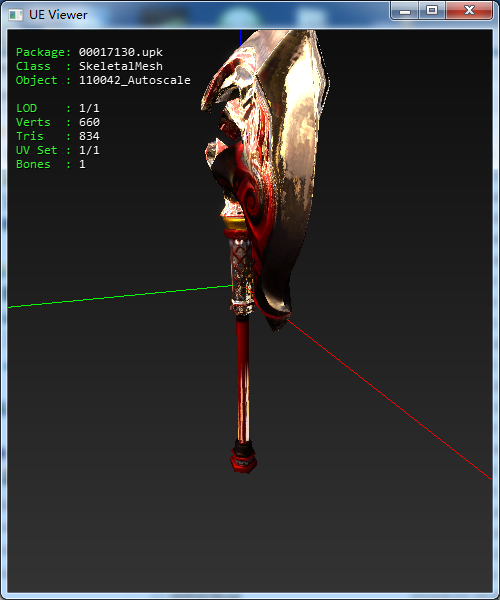 UE Viewer
Package: 00017130.upk
Class : SkeletalMesh
Object : 110042_Autoscale
LOD : 1/1
Verts : 660
Tris : 834
UV Set : 1/1
Bones : 1